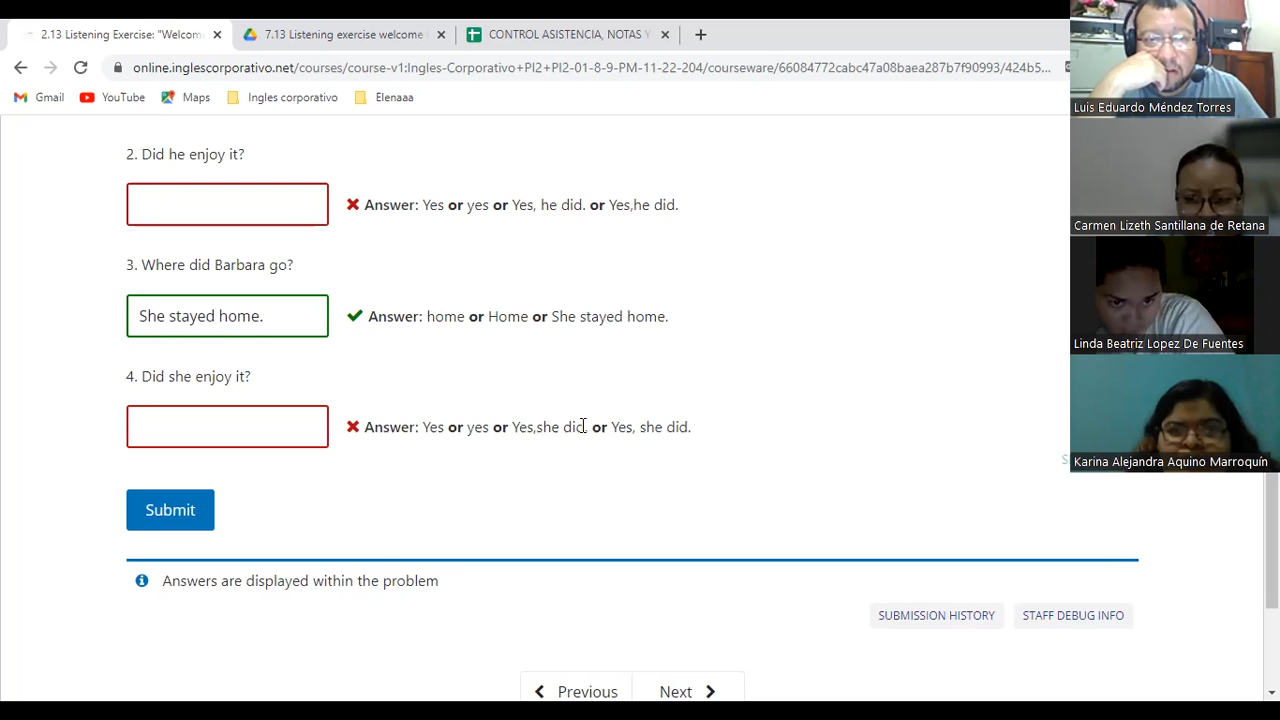 2.13 Listening Exercise: "Welcom
7.13 Listening exercise welcome
CONTROL ASISTENCIA, NOTAS Y
online.inglescorporativo.net/courses/course-v1:Ingles-Corporativo+PI2+PI2-01-8-9-PM-11-22-204/courseware/66084772cabc47a08baea287b7f90993/424b5...
Gmail
YouTube
Maps
Ingles corporativo
Elenaaa
2. Did he enjoy it?
Answer: Yes or yes or Yes, he did. or Yes,he did.
3. Where did Barbara go?
She stayed home.
Answer: home or Home or She stayed home.
4. Did she enjoy it?
Answer: Yes or yes or Yes,she did. or Yes, she did.
Submit
Answers are displayed within the problem
SUBMISSION HISTORY
STAFF DEBUG INFO
Previous
Next
Luis Eduardo Méndez Torres
Carmen Lizeth Santillana de Retana
Linda Beatriz Lopez De Fuentes
Karina Alejandra Aquino Marroquín